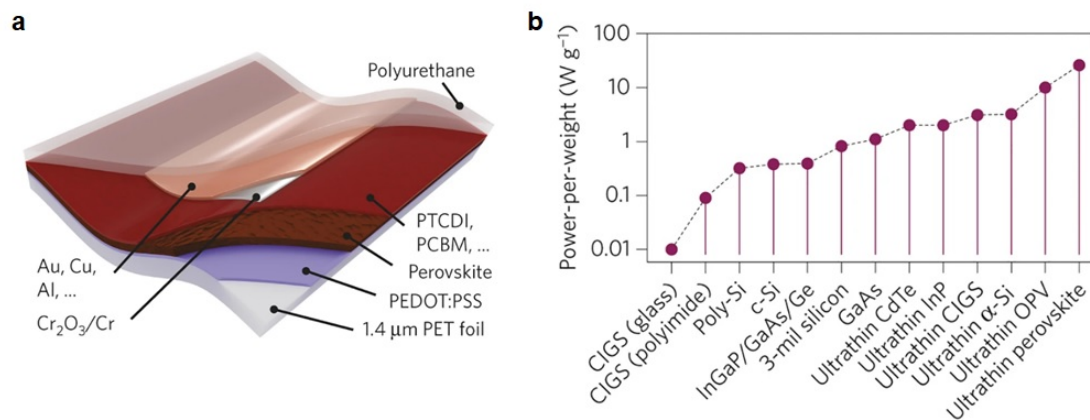 a
Polyurethane
Au, Cu,
Al, ...
Cr₂O₃/Cr
PTCDI,
PCBM, ...
Perovskite
PEDOT:PSS
1.4 μm PET foil
b
Power-per-weight (W g⁻¹)
100
10
1
0.1
0.01
CIGS (glass)
CIGS (polyimide)
Poly-Si
c-Si
InGaP/GaAs/Ge
3-mil silicon
GaAs
Ultrathin CdTe
Ultrathin InP
Ultrathin CIGS
Ultrathin α-Si
Ultrathin OPV
Ultrathin perovskite